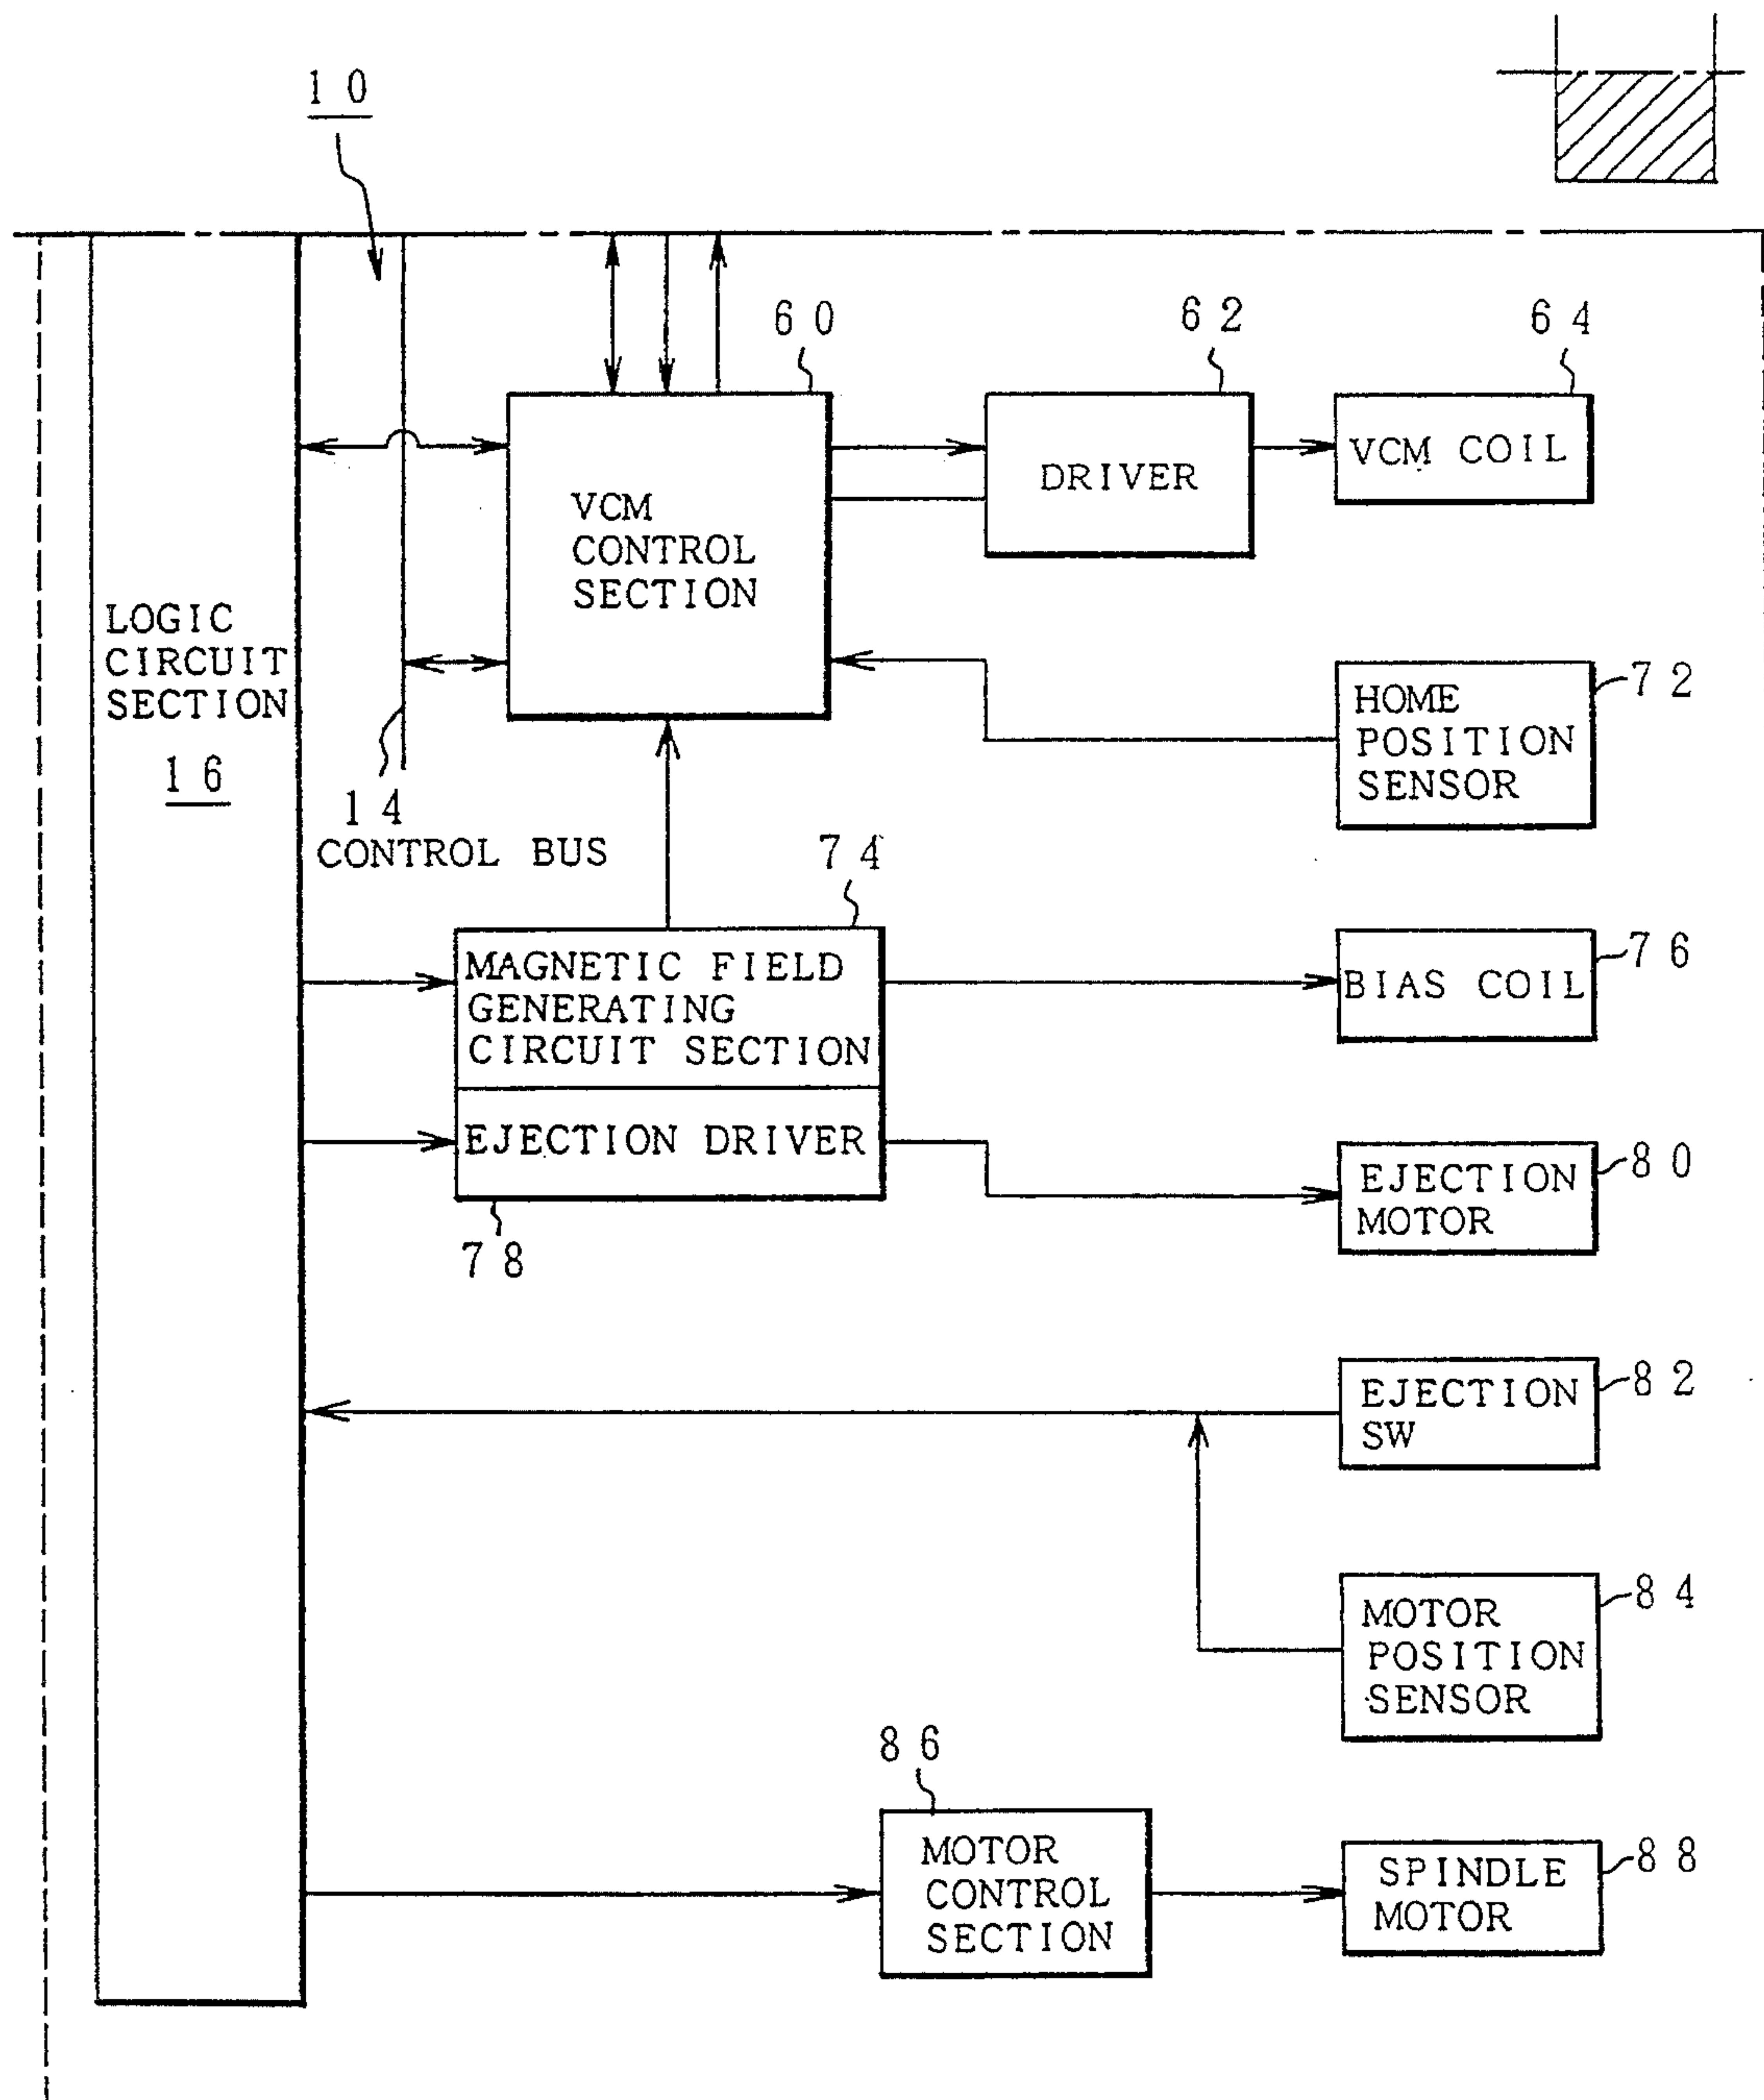 10
60
62
64
VCM COIL
DRIVER
VCM
CONTROL
SECTION
LOGIC
CIRCUIT
SECTION
16
72
HOME
POSITION
SENSOR
14
CONTROL BUS
74
MAGNETIC FIELD
GENERATING
CIRCUIT SECTION
76
BIAS COIL
EJECTION DRIVER
78
80
EJECTION
MOTOR
82
EJECTION
SW
84
MOTOR
POSITION
SENSOR
86
MOTOR
CONTROL
SECTION
88
SPINDLE
MOTOR